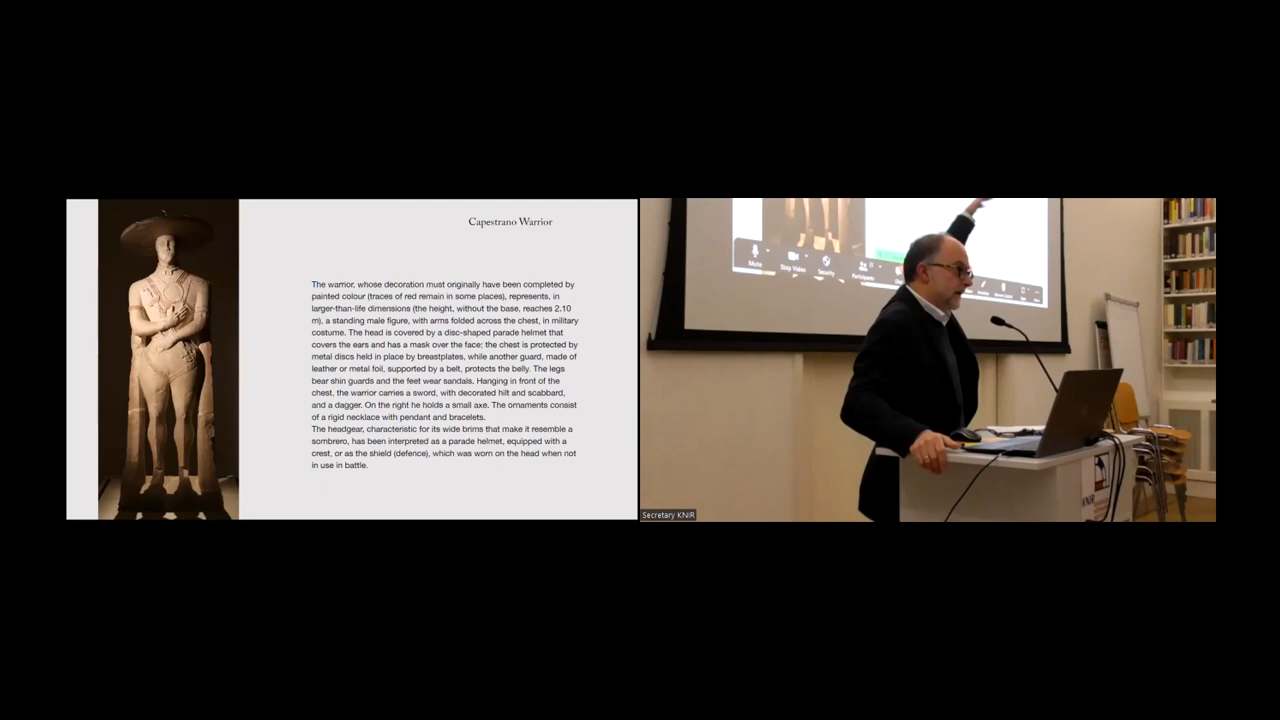 Capestrano Warrior
The warrior, whose decoration must originally have been completed by
painted colour (traces of red remain in some places), represents, in
larger-than-life dimensions (the height, without the base, reaches 2.10
m), a standing male figure, with arms folded across the chest, in military
costume. The head is covered by a disc-shaped parade helmet that
covers the ears and has a mask over the face; the chest is protected by
metal discs held in place by breastplates, while another guard, made of
leather or metal foil, supported by a belt, protects the belly. The legs
bear shin guards and the feet wear sandals. Hanging in front of the
chest, the warrior carries a sword, with decorated hilt and scabbard,
and a dagger. On the right he holds a small axe. The ornaments consist
of a rigid necklace with pendant and bracelets.
The headgear, characteristic for its wide brims that make it resemble a
sombrero, has been interpreted as a parade helmet, equipped with a
crest, or as the shield (defence), which was worn on the head when not
in use in battle.
Mute
Stop Video
Security
Participants
KNIR
Secretary KNIR